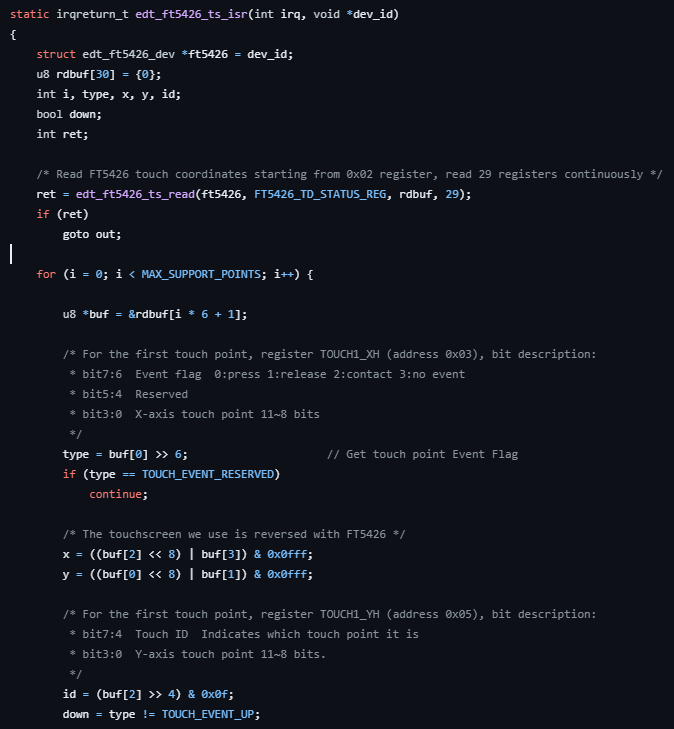 static irqreturn_t edt_ft5426_ts_isr(int irq, void *dev_id)
{
    struct edt_ft5426_dev *ft5426 = dev_id;
    u8 rdbuf[30] = {0};
    int i, type, x, y, id;
    bool down;
    int ret;

    /* Read FT5426 touch coordinates starting from 0x02 register, read 29 registers continuously */
    ret = edt_ft5426_ts_read(ft5426, FT5426_TD_STATUS_REG, rdbuf, 29);
    if (ret)
        goto out;

    for (i = 0; i < MAX_SUPPORT_POINTS; i++) {

        u8 *buf = &rdbuf[i * 6 + 1];

        /* For the first touch point, register TOUCH1_XH (address 0x03), bit description:
         * bit7:6  Event flag  0:press 1:release 2:contact 3:no event
         * bit5:4  Reserved
         * bit3:0  X-axis touch point 11~8 bits
         */
        type = buf[0] >> 6;                     // Get touch point Event Flag
        if (type == TOUCH_EVENT_RESERVED)
            continue;

        /* The touchscreen we use is reversed with FT5426 */
        x = ((buf[2] << 8) | buf[3]) & 0x0fff;
        y = ((buf[0] << 8) | buf[1]) & 0x0fff;

        /* For the first touch point, register TOUCH1_YH (address 0x05), bit description:
         * bit7:4  Touch ID  Indicates which touch point it is
         * bit3:0  Y-axis touch point 11~8 bits.
         */
        id = (buf[2] >> 4) & 0x0f;
        down = type != TOUCH_EVENT_UP;